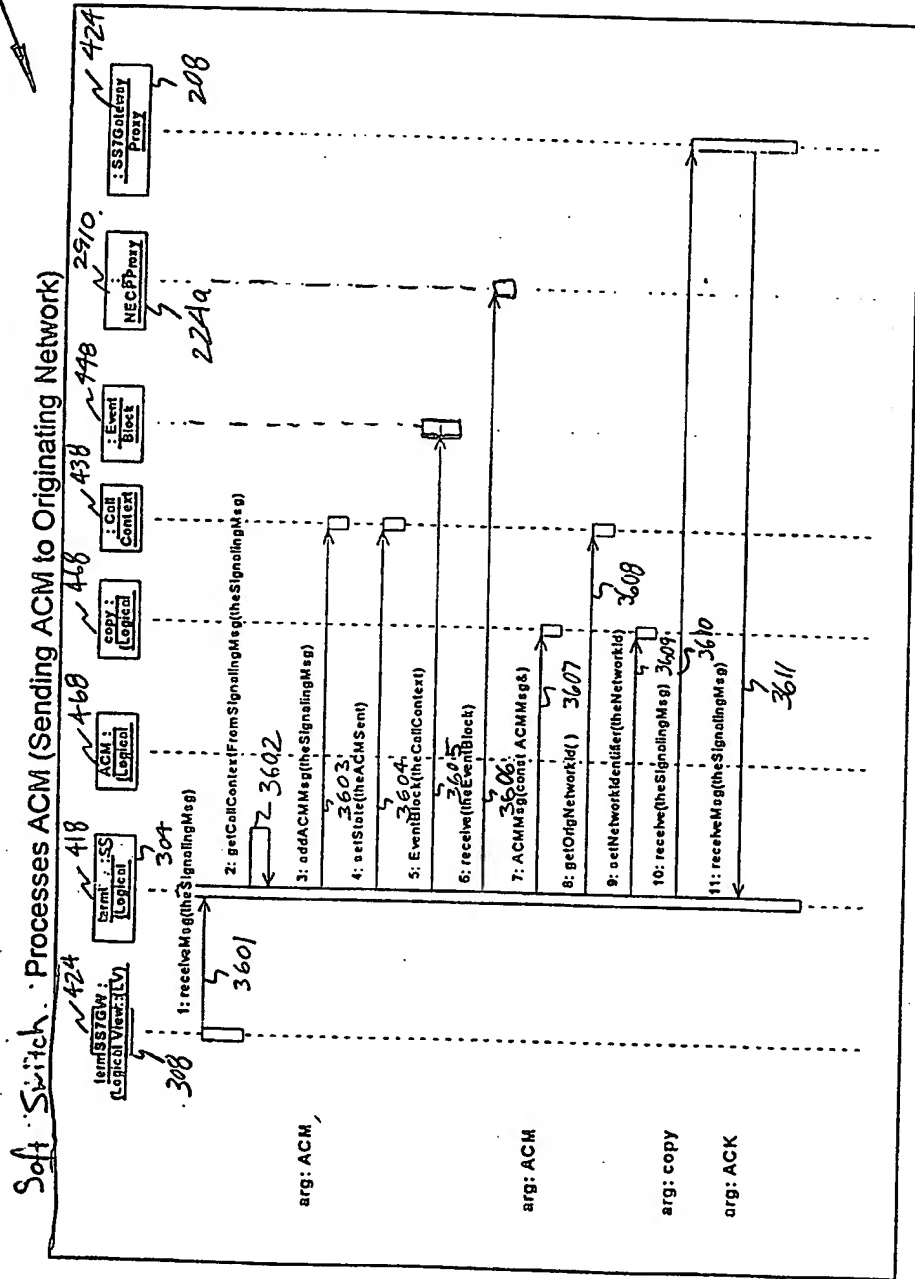 Soft Switch Processes ACM (Sending ACM to Originating Network)
424
termSS7GW :
(Logical View::(LV)
308
418
term : :SS
(Logical
304
468
ACM :
(Logical
468
copy :
(Logical
438
: Call
Context
448
: Event
Block
2910.
:
NECPProxy
224a
424
: SS7Gateway
Proxy
208
1: receiveMsg(theSignalingMsg)
3601
2: getCallContextFromSignalingMsg(theSignalingMsg)
3602
arg: ACM,
3: addACMMsg(theSignalingMsg)
3603
4: setState(theACMSent)
3604
5: EventBlock(theCallContext)
3605
6: receive(theEventBlock)
3606
arg: ACM
7: ACMMsg(const ACMMsg&)
3607
8: getOrigNetworkId( )
3608
9: setNetworkIdentifier(theNetworkId)
3609
arg: copy
10: receive(theSignalingMsg)
3610
arg: ACK
11: receiveMsg(theSignalingMsg)
3611